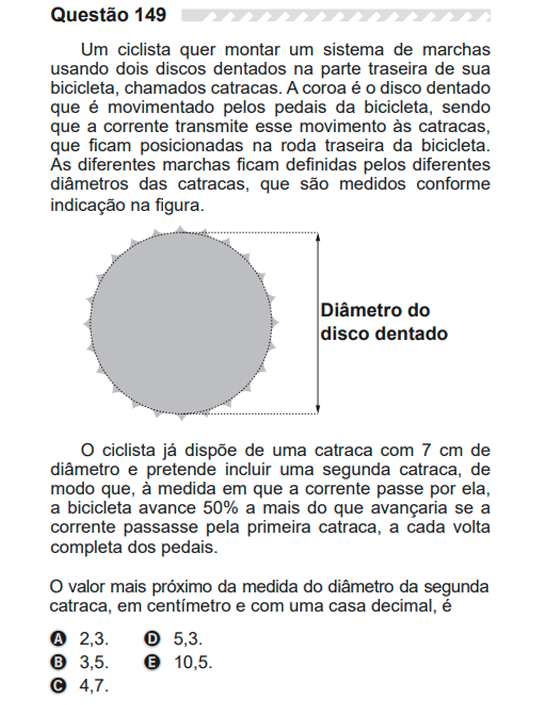 Questão 149
Um ciclista quer montar um sistema de marchas
usando dois discos dentados na parte traseira de sua
bicicleta, chamados catracas. A coroa é o disco dentado
que é movimentado pelos pedais da bicicleta, sendo
que a corrente transmite esse movimento às catracas,
que ficam posicionadas na roda traseira da bicicleta.
As diferentes marchas ficam definidas pelos diferentes
diâmetros das catracas, que são medidos conforme
indicação na figura.
Diâmetro do
disco dentado
O ciclista já dispõe de uma catraca com 7 cm de
diâmetro e pretende incluir uma segunda catraca, de
modo que, à medida em que a corrente passe por ela,
a bicicleta avance 50% a mais do que avançaria se a
corrente passasse pela primeira catraca, a cada volta
completa dos pedais.
O valor mais próximo da medida do diâmetro da segunda
catraca, em centímetro e com uma casa decimal, é
A 2,3.
B 3,5.
C 4,7.
D 5,3.
E 10,5.